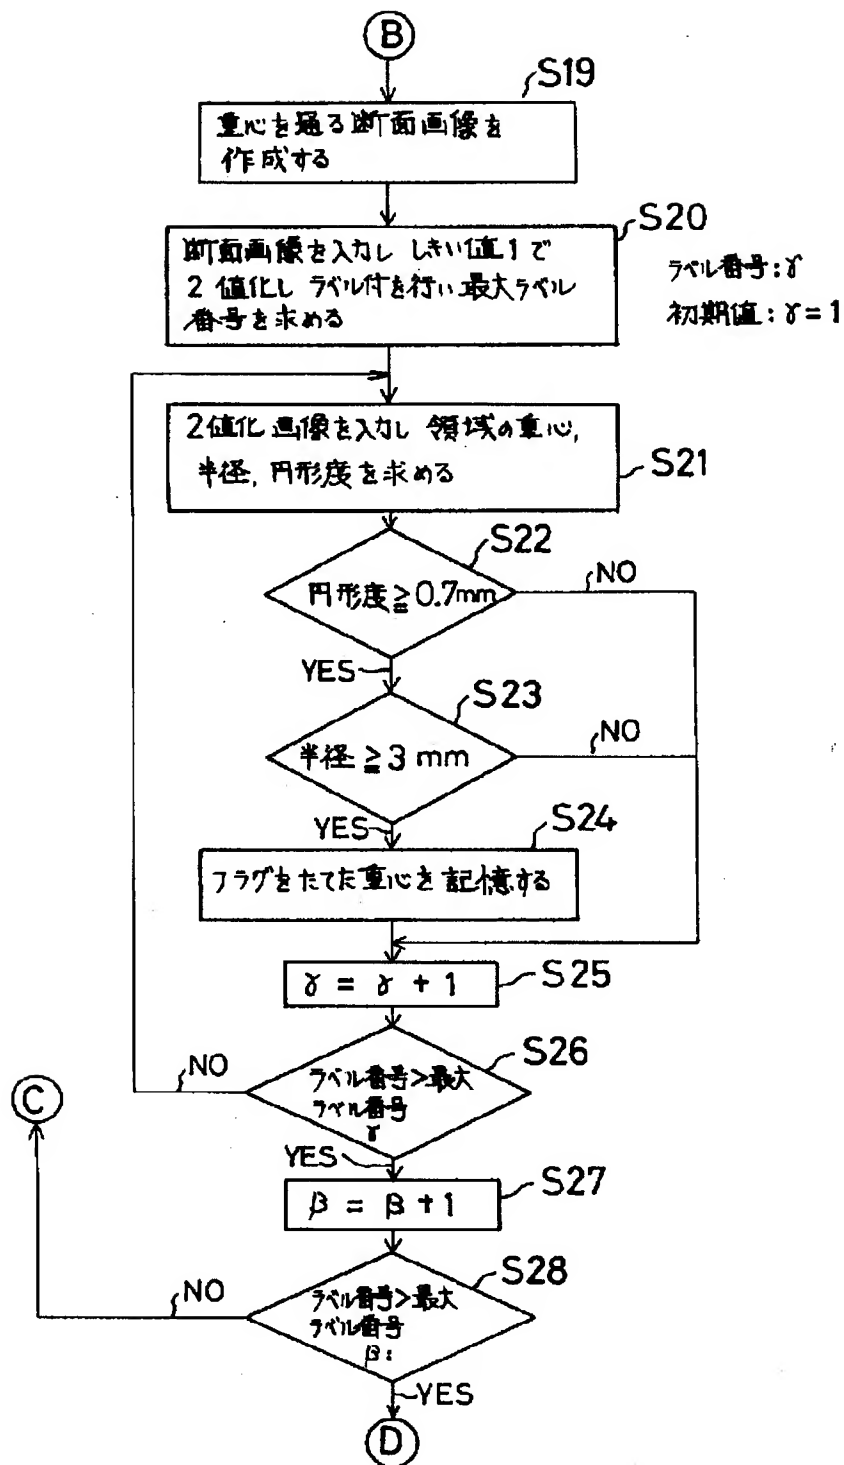 B
S19
重心を通る断面画像を
作成する
S20
断面画像を入力し しきい値1で
2値化し ラベル付を行い最大ラベル
番号を求める
ラベル番号:γ
初期値:γ=1
2値化画像を入力し 領域の重心,
半径,円形度を求める
S21
S22
円形度≧0.7mm
NO
YES
S23
半径≧3mm
NO
YES
S24
フラグをたてた重心を記憶する
γ = γ + 1
S25
S26
ラベル番号>最大
ラベル番号
γ
NO
C
YES
β = β + 1
S27
S28
ラベル番号>最大
ラベル番号
β:
NO
YES
D